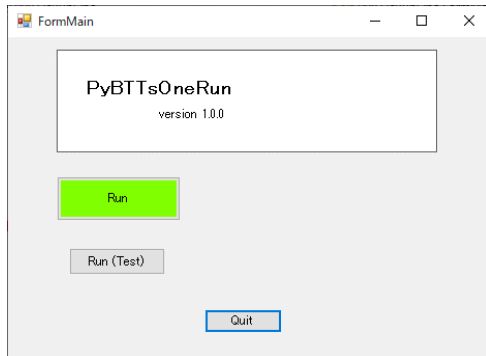 FormMain
PyBTTsOneRun
version 1.0.0
Run
Run (Test)
Quit